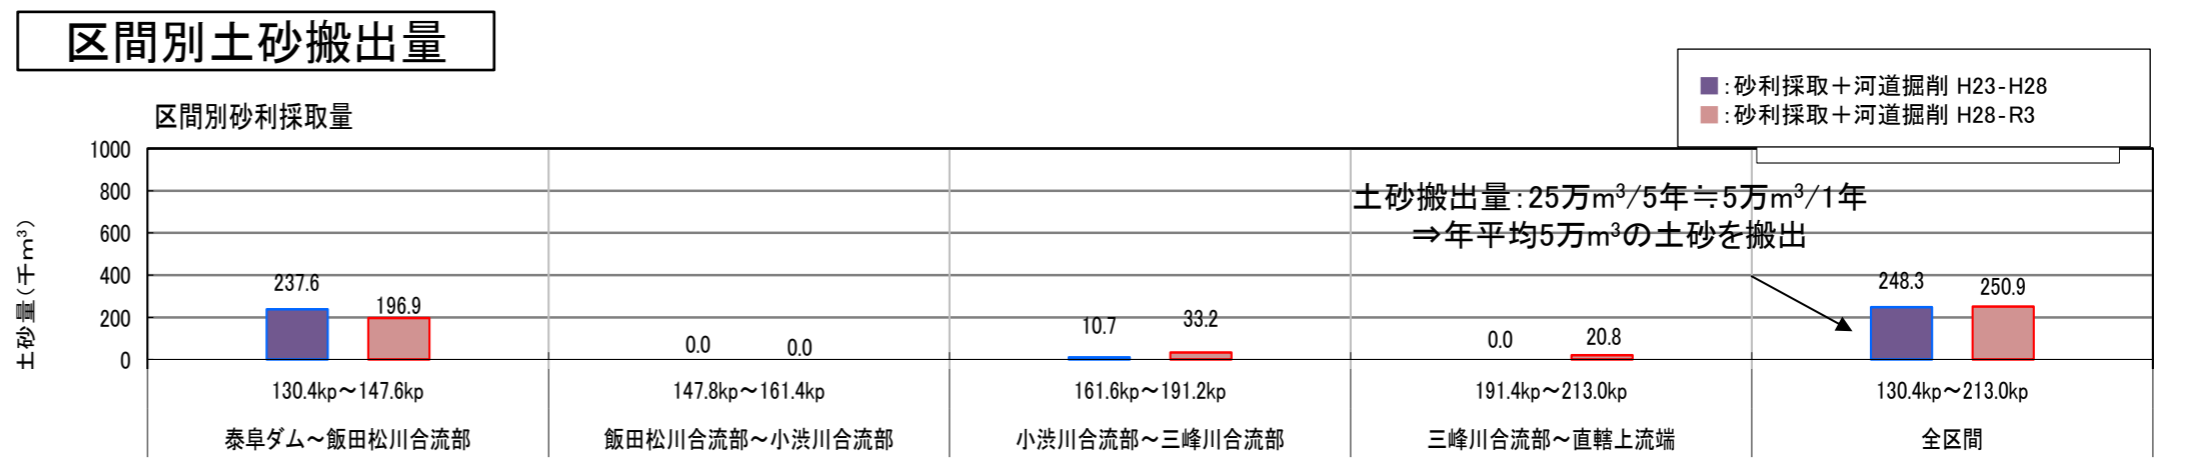 区間別土砂搬出量
:砂利採取＋河道掘削 H23-H28
:砂利採取＋河道掘削 H28-R3
区間別砂利採取量
土砂量(千m³)
1000
800
600
400
200
0
土砂搬出量:25万m³/5年≒5万m³/1年
⇒年平均5万m³の土砂を搬出
237.6
196.9
0.0
0.0
10.7
33.2
0.0
20.8
248.3
250.9
130.4kp～147.6kp
147.8kp～161.4kp
161.6kp～191.2kp
191.4kp～213.0kp
130.4kp～213.0kp
泰阜ダム～飯田松川合流部
飯田松川合流部～小渋川合流部
小渋川合流部～三峰川合流部
三峰川合流部～直轄上流端
全区間